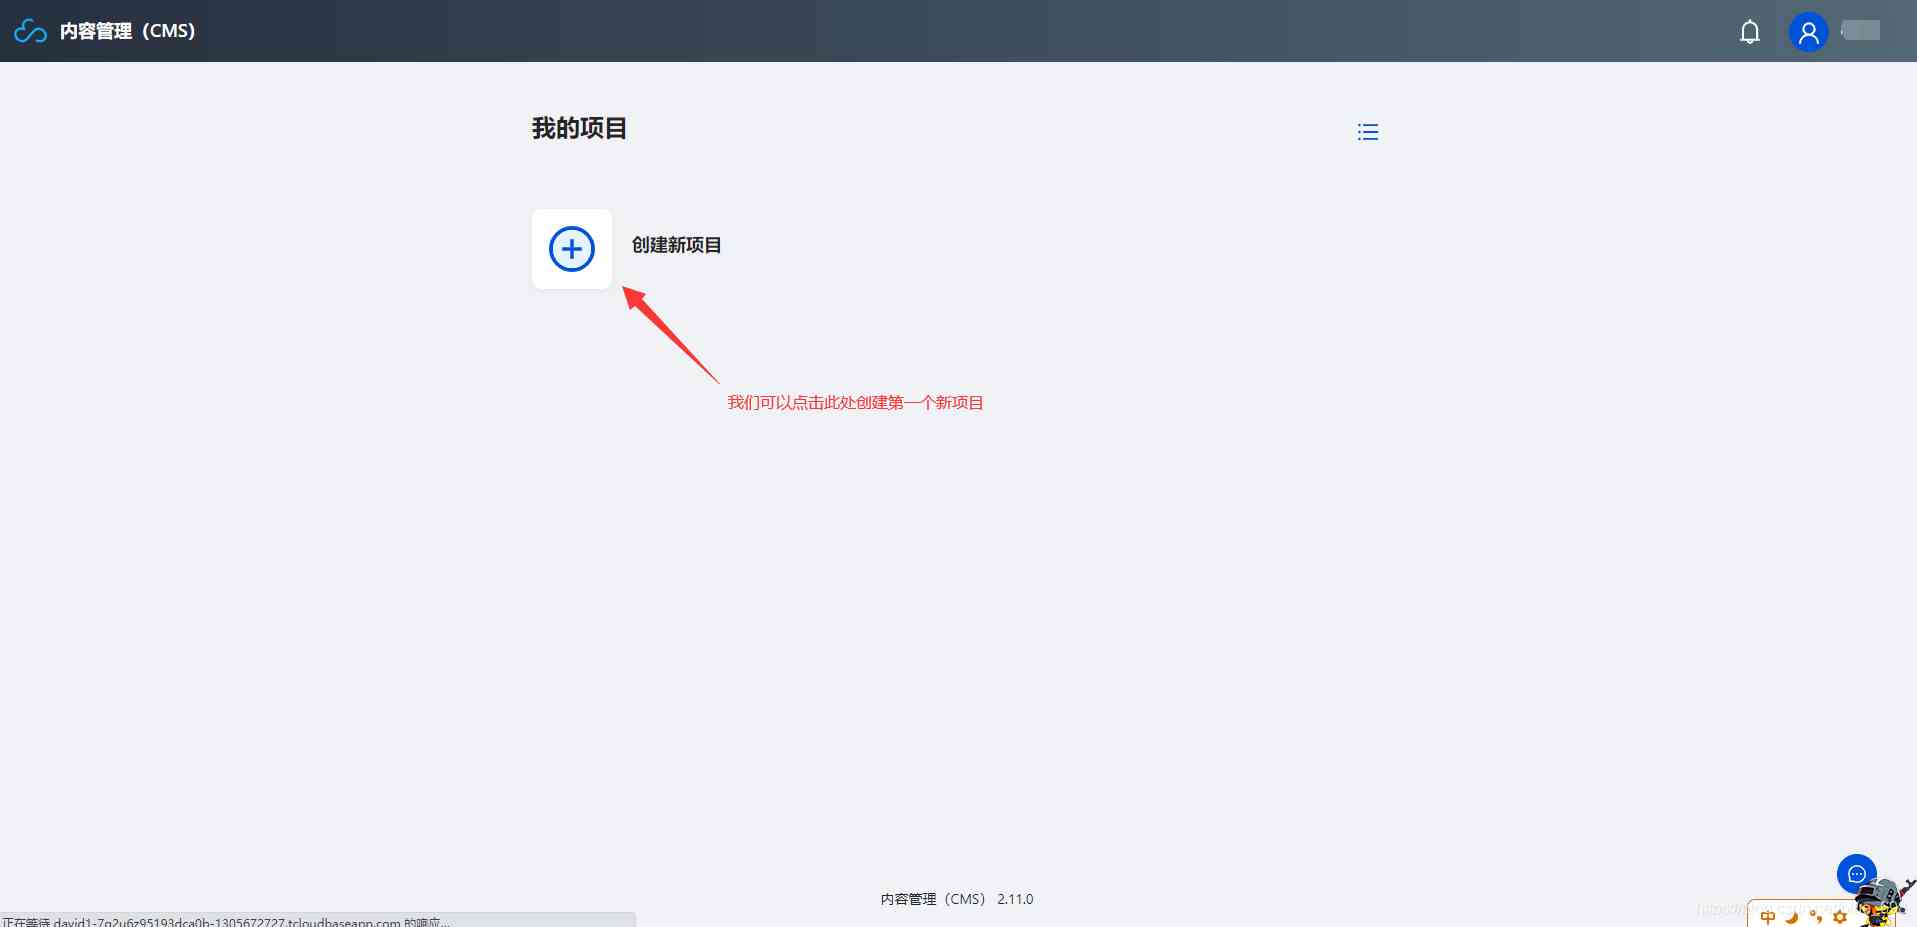 内容管理（CMS）
我的项目
创建新项目
我们可以点击此处创建第一个新项目
内容管理（CMS） 2.11.0
正在等待 david1-7g2u6z95193dca0b-1305672727.tcloudbaseapp.com 的响应...
中